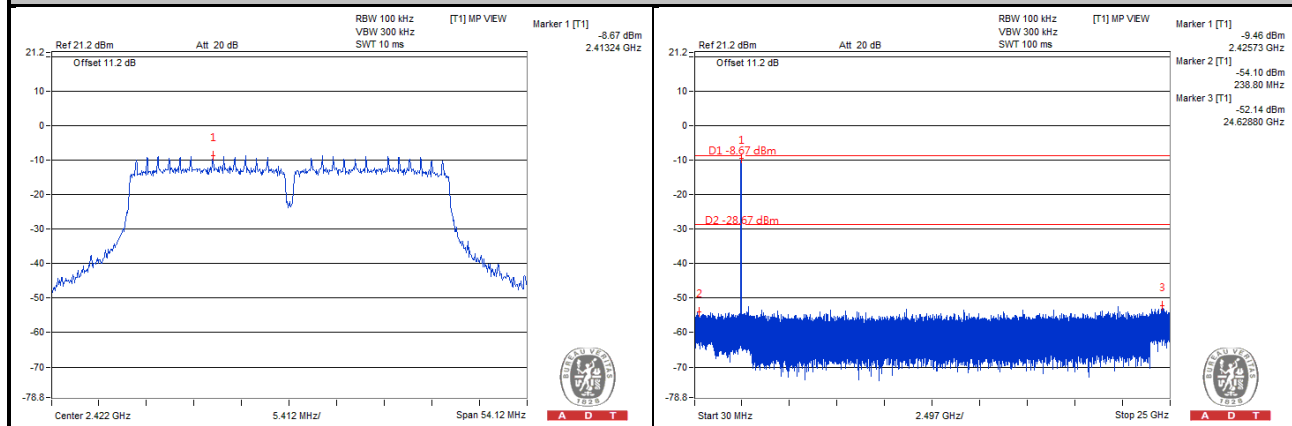 RBW 100 kHz [T1] MP VIEW
VBW 300 kHz
Ref 21.2 dBm Att 20 dB SWT 10 ms
Marker 1 [T1]
-8.67 dBm
2.41324 GHz
21.2
Offset 11.2 dB
10
0
1
-10
-20
-30
-40
-50
-60
-70
-78.8
Center 2.422 GHz 5.412 MHz/ Span 54.12 MHz
BUREAU VERITAS
1828
A D T
RBW 100 kHz [T1] MP VIEW
VBW 300 kHz
Ref 21.2 dBm Att 20 dB SWT 100 ms
Marker 1 [T1]
-9.46 dBm
2.42573 GHz
Marker 2 [T1]
-54.10 dBm
238.80 MHz
Marker 3 [T1]
-52.14 dBm
24.62880 GHz
21.2
Offset 11.2 dB
10
0
1
D1 -8.67 dBm
-10
-20
D2 -28.67 dBm
-30
-40
2
3
-50
-60
-70
-78.8
Start 30 MHz 2.497 GHz/ Stop 25 GHz
BUREAU VERITAS
1828
A D T